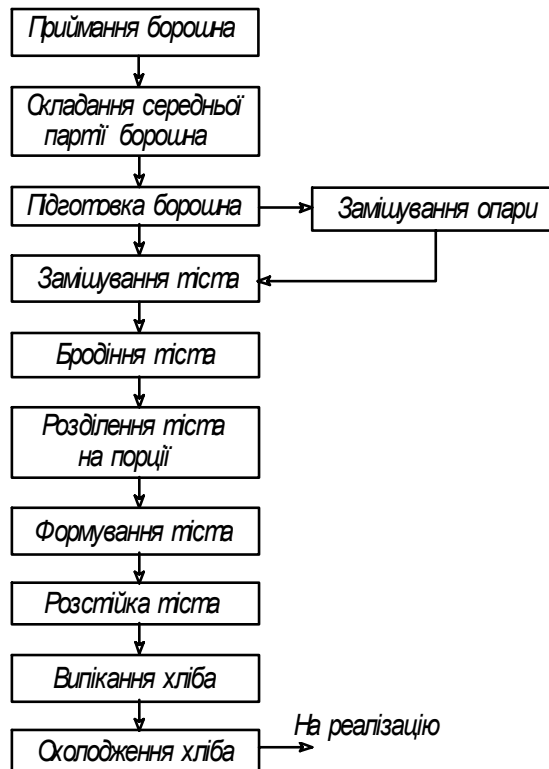 Приймання борошна
Складання середньої
партії борошна
Підготовка борошна
Замішування опари
Замішування тіста
Бродіння тіста
Розділення тіста
на порції
Формування тіста
Розстійка тіста
Випікання хліба
Охолодження хліба
На реалізацію